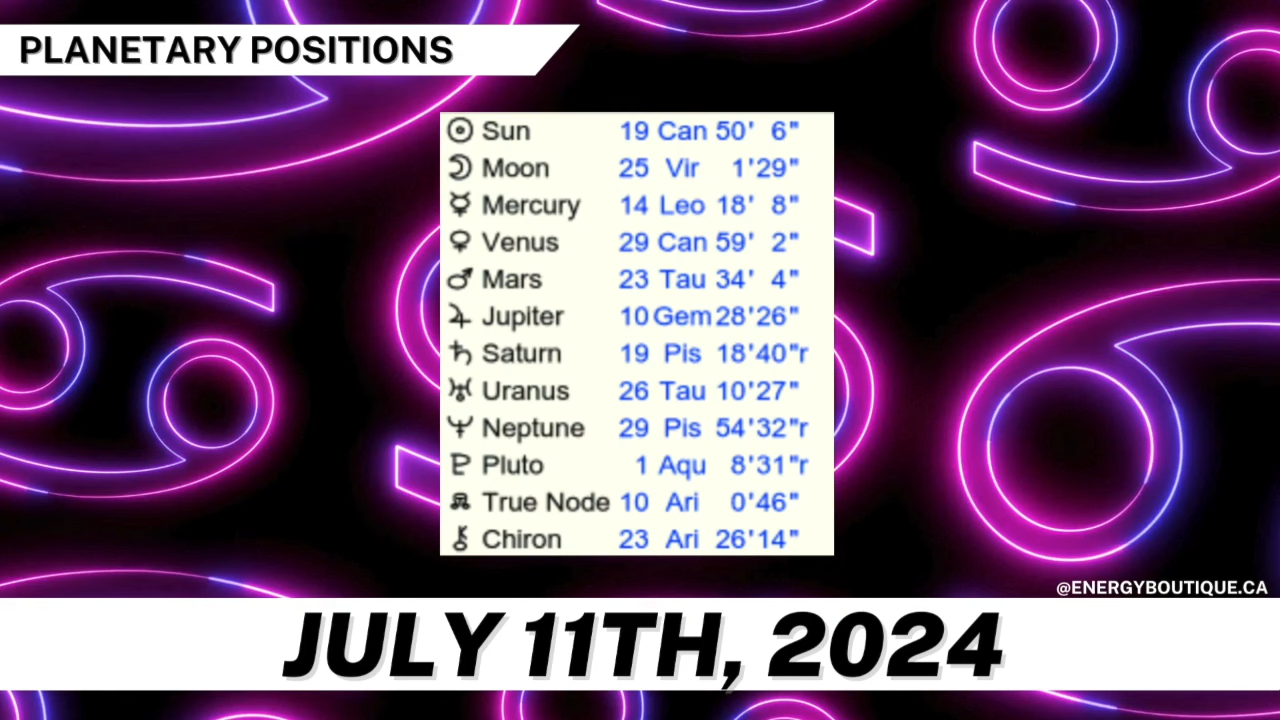 PLANETARY POSITIONS
Sun 19 Can 50' 6"
Moon 25 Vir 1'29"
Mercury 14 Leo 18' 8"
Venus 29 Can 59' 2"
Mars 23 Tau 34' 4"
Jupiter 10 Gem 28'26"
Saturn 19 Pis 18'40"r
Uranus 26 Tau 10'27"
Neptune 29 Pis 54'32"r
Pluto 1 Aqu 8'31"r
True Node 10 Ari 0'46"
Chiron 23 Ari 26'14"
@ENERGYBOUTIQUE.CA
JULY 11TH, 2024